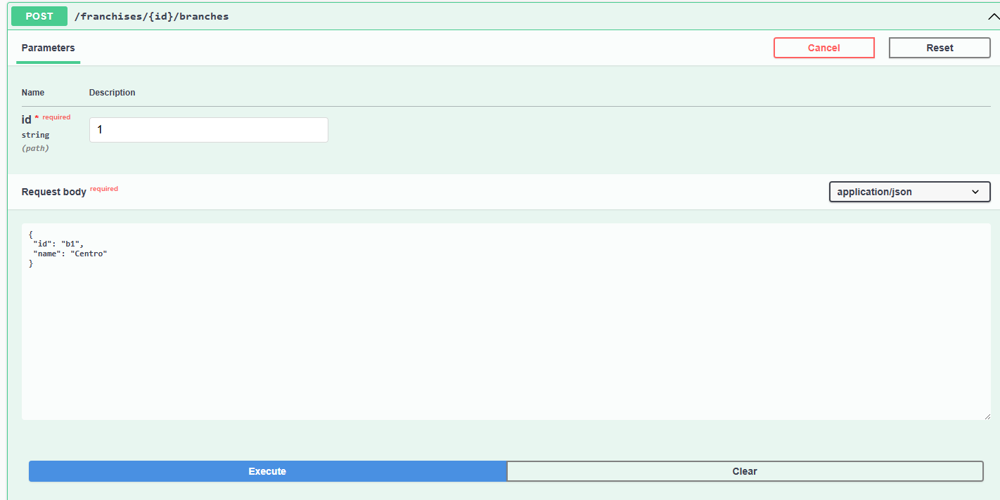 POST /franchises/{id}/branches
Parameters
Cancel
Reset
Name Description
id * required
string
(path)
1
Request body required
application/json
{
"id": "b1",
"name": "Centro"
}
Execute
Clear